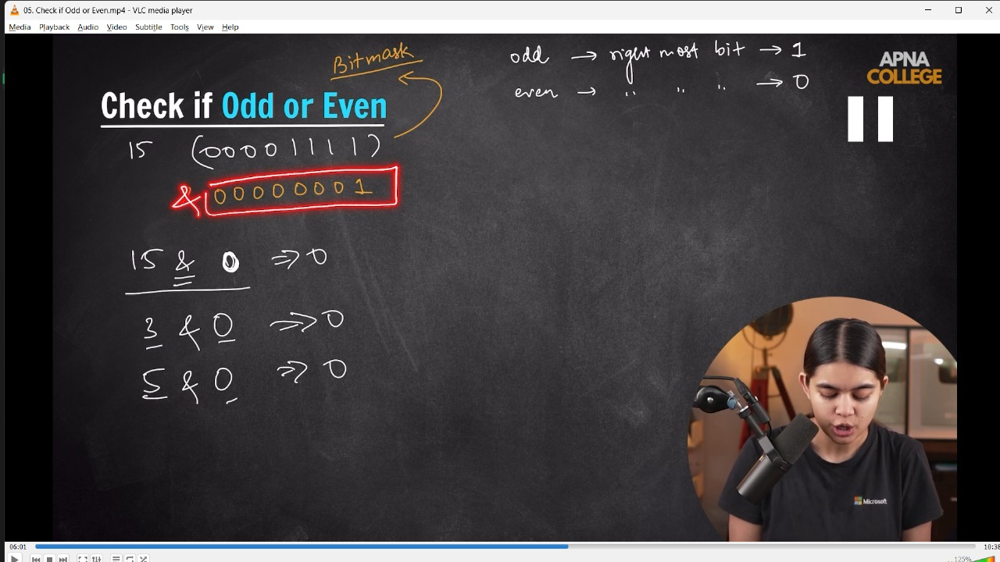 05. Check if Odd or Even.mp4 - VLC media player
Media Playback Audio Video Subtitle Tools View Help
Bitmask
odd → right most bit → 1
even → " " " → 0
APNA
COLLEGE
Check if Odd or Even
15 (00001111)
& 00000001
15 & 0 => 0
3 & 0 => 0
5 & 0 => 0
Microsoft
06:01
125%